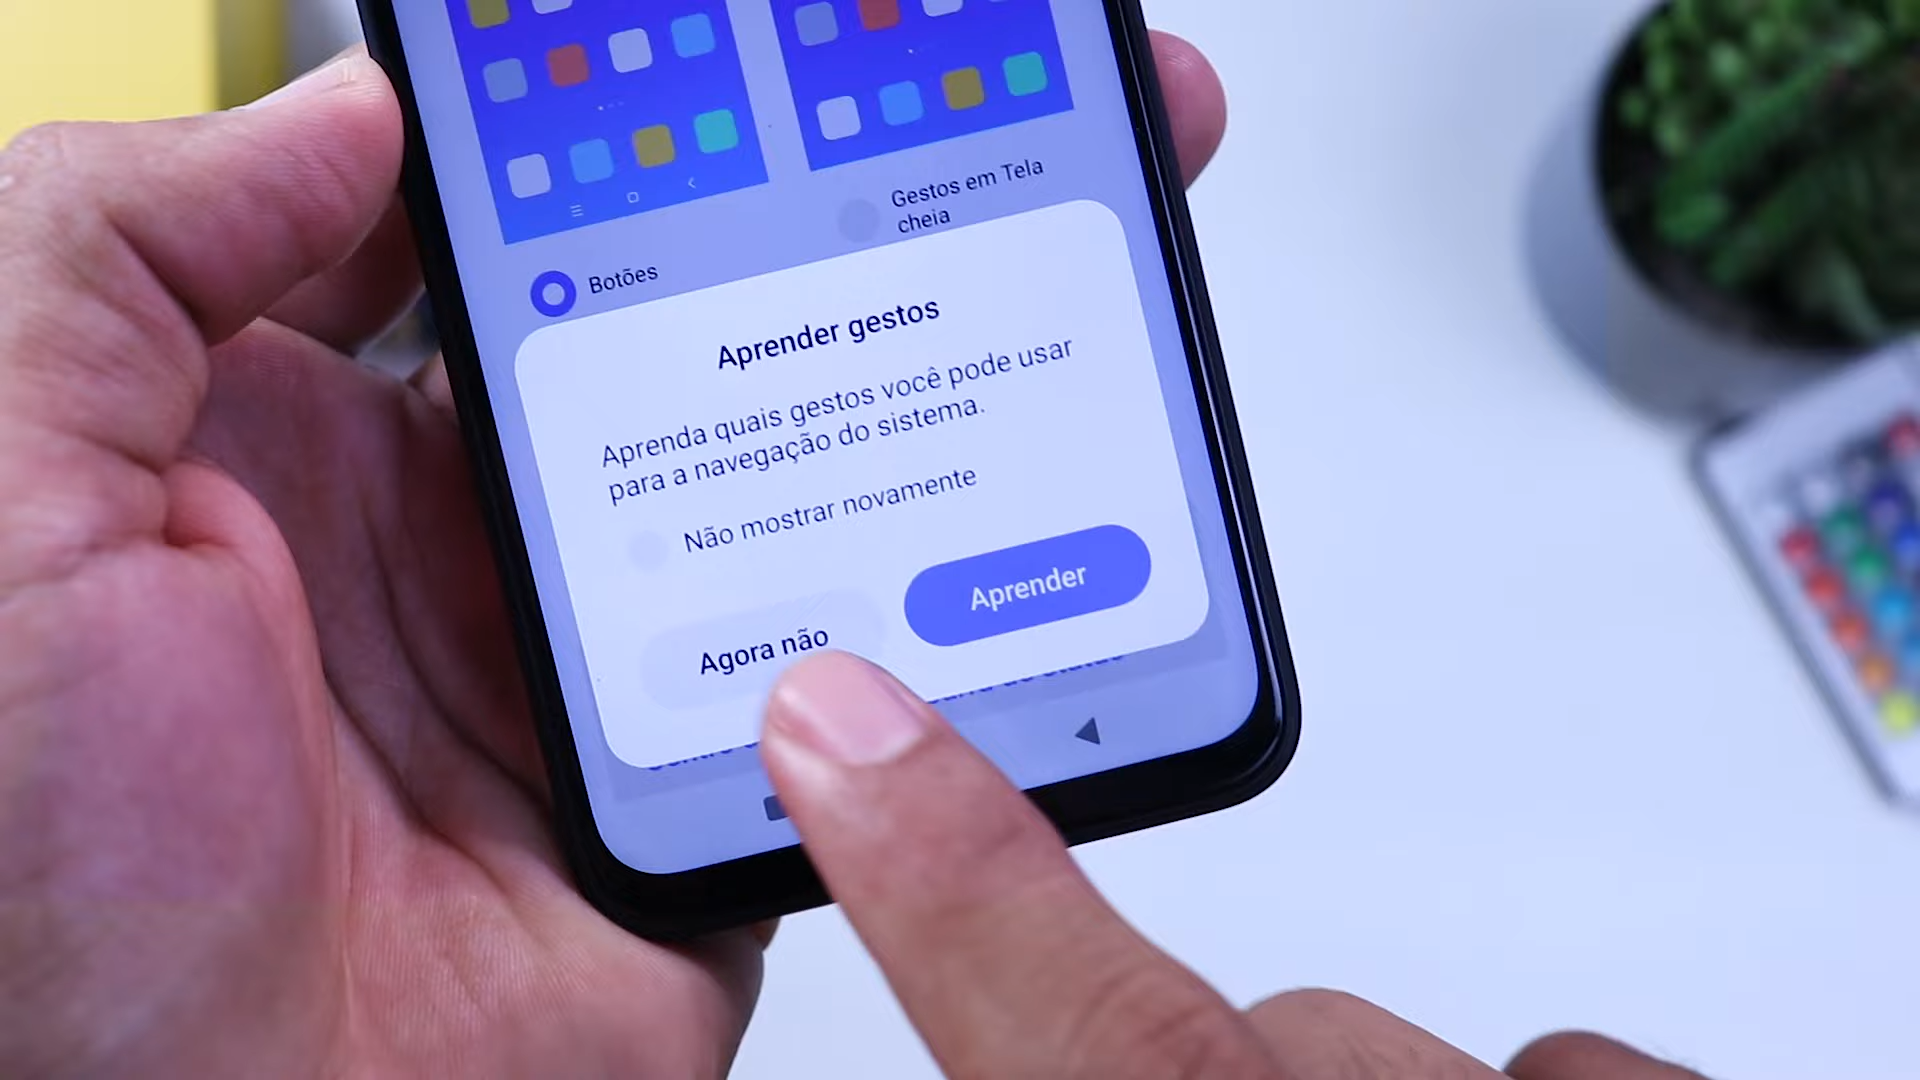 Gestos em Tela
cheia
Botões
Aprender gestos
Aprenda quais gestos você pode usar
para a navegação do sistema.
Não mostrar novamente
Agora não
Aprender